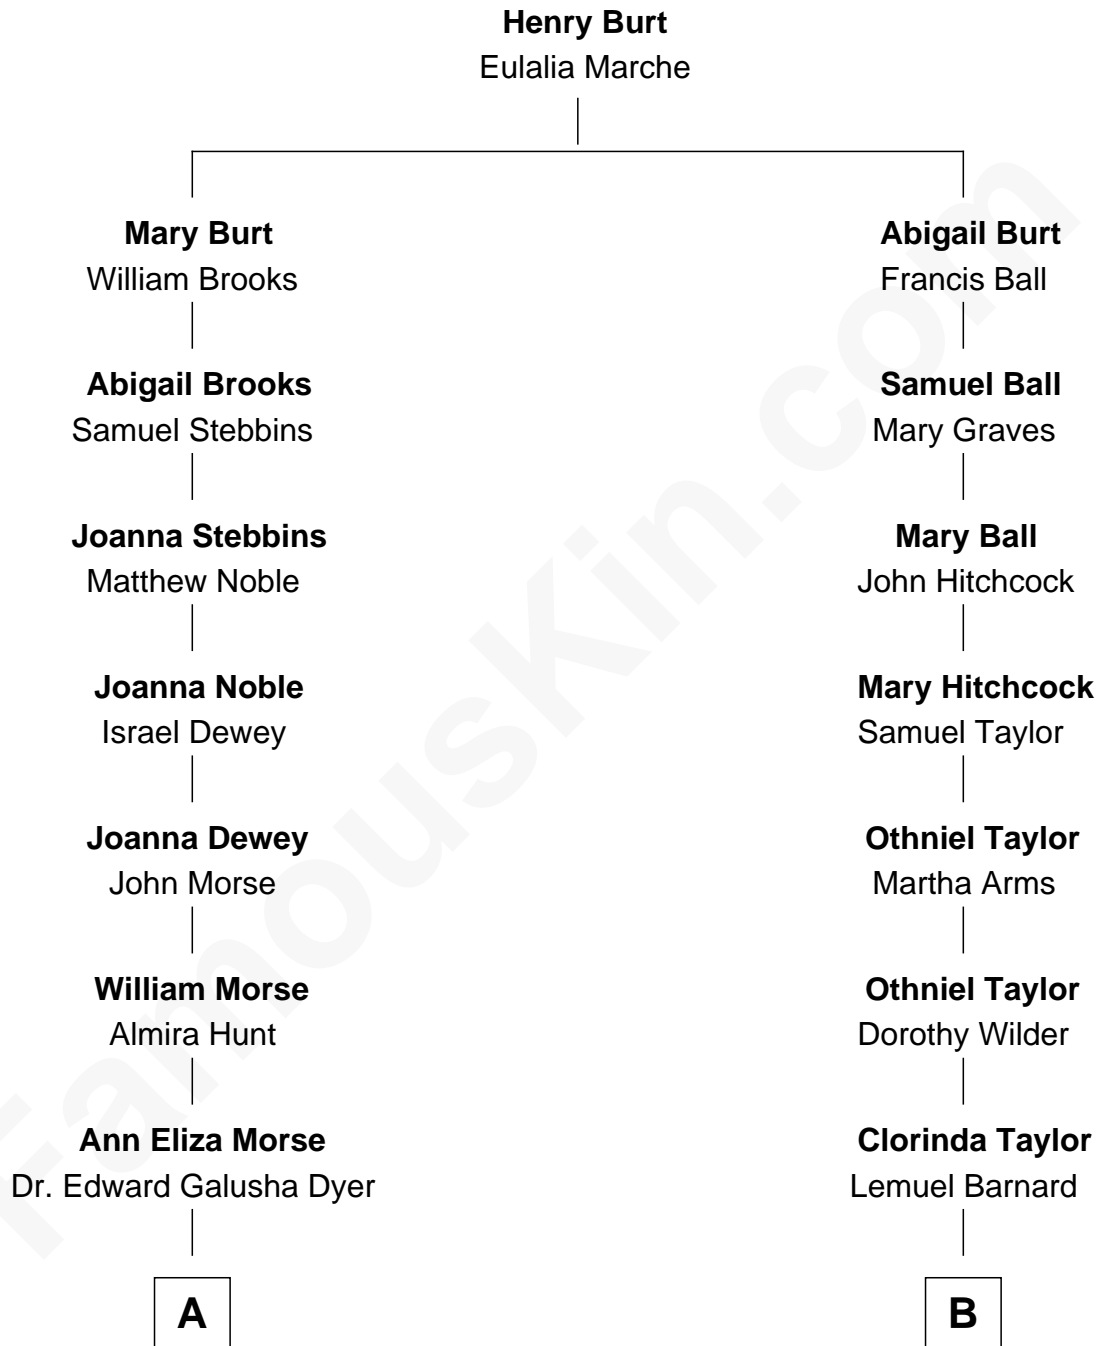 Henry Burt
Eulalia Marche
Mary Burt
William Brooks
Abigail Burt
Francis Ball
Abigail Brooks
Samuel Stebbins
Samuel Ball
Mary Graves
Joanna Stebbins
Matthew Noble
Mary Ball
John Hitchcock
Joanna Noble
Israel Dewey
Mary Hitchcock
Samuel Taylor
Joanna Dewey
John Morse
Othniel Taylor
Martha Arms
William Morse
Almira Hunt
Othniel Taylor
Dorothy Wilder
Ann Eliza Morse
Dr. Edward Galusha Dyer
Clorinda Taylor
Lemuel Barnard
A
B
FamousKin.com